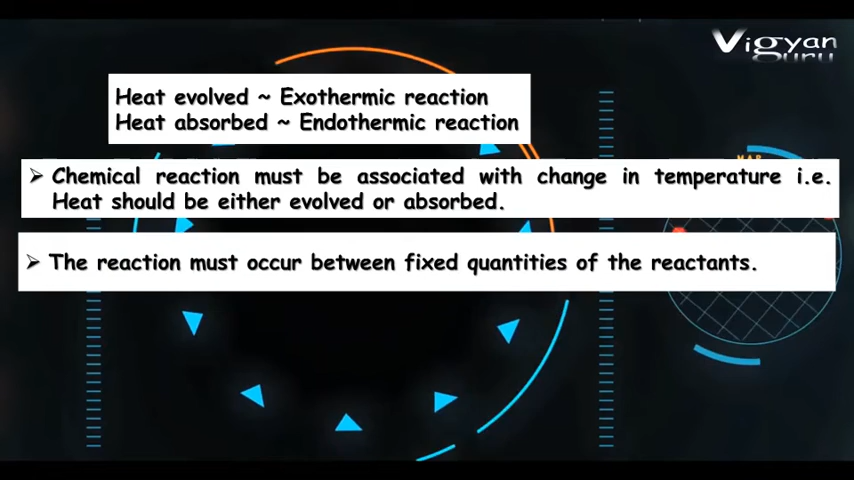 Vigyan
Guru
Heat evolved ~ Exothermic reaction
Heat absorbed ~ Endothermic reaction
MAP
➢ Chemical reaction must be associated with change in temperature i.e.
Heat should be either evolved or absorbed.
➢ The reaction must occur between fixed quantities of the reactants.